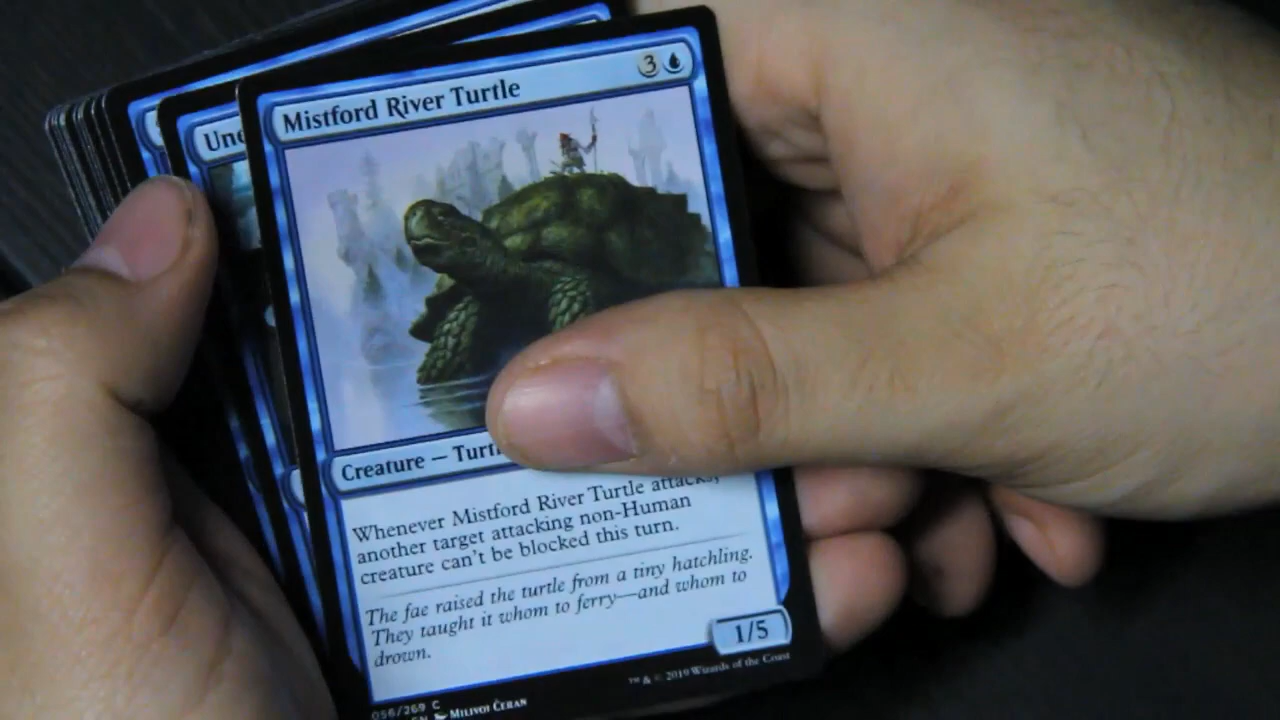 Mistford River Turtle
3
Une
Creature — Turt
Whenever Mistford River Turtle attacks,
another target attacking non-Human
creature can't be blocked this turn.
The fae raised the turtle from a tiny hatchling.
They taught it whom to ferry—and whom to
drown.
1/5
™ & © 2019 Wizards of the Coast
056/269 C
EN MILIVOJ ĆERAN